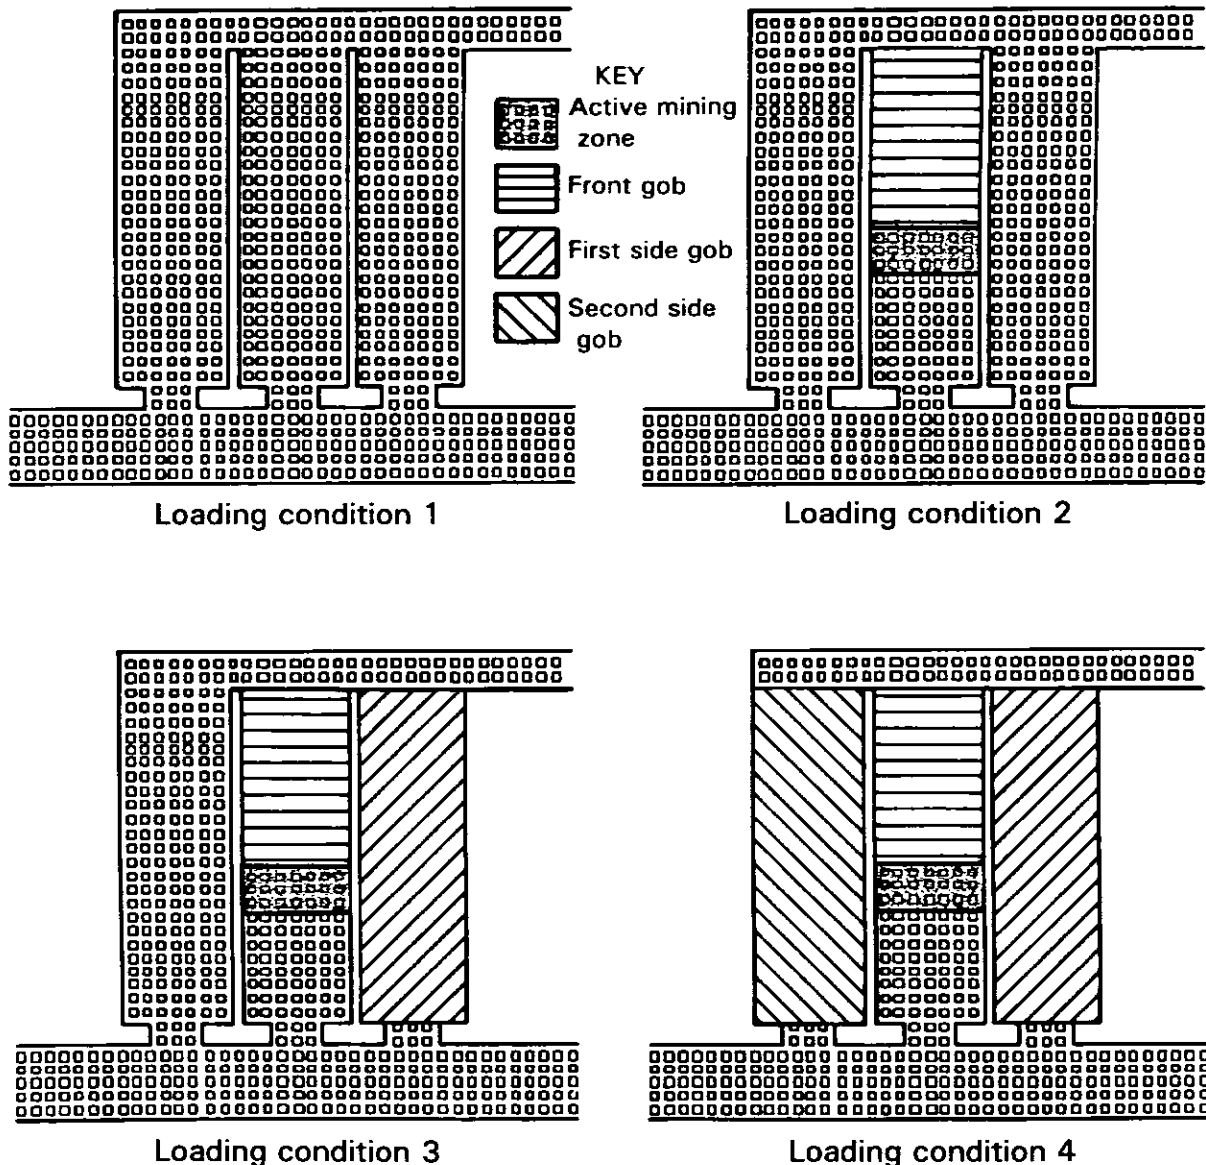 KEY
Active mining
zone
Front gob
First side gob
Second side
gob
Loading condition 1
Loading condition 2
Loading condition 3
Loading condition 4